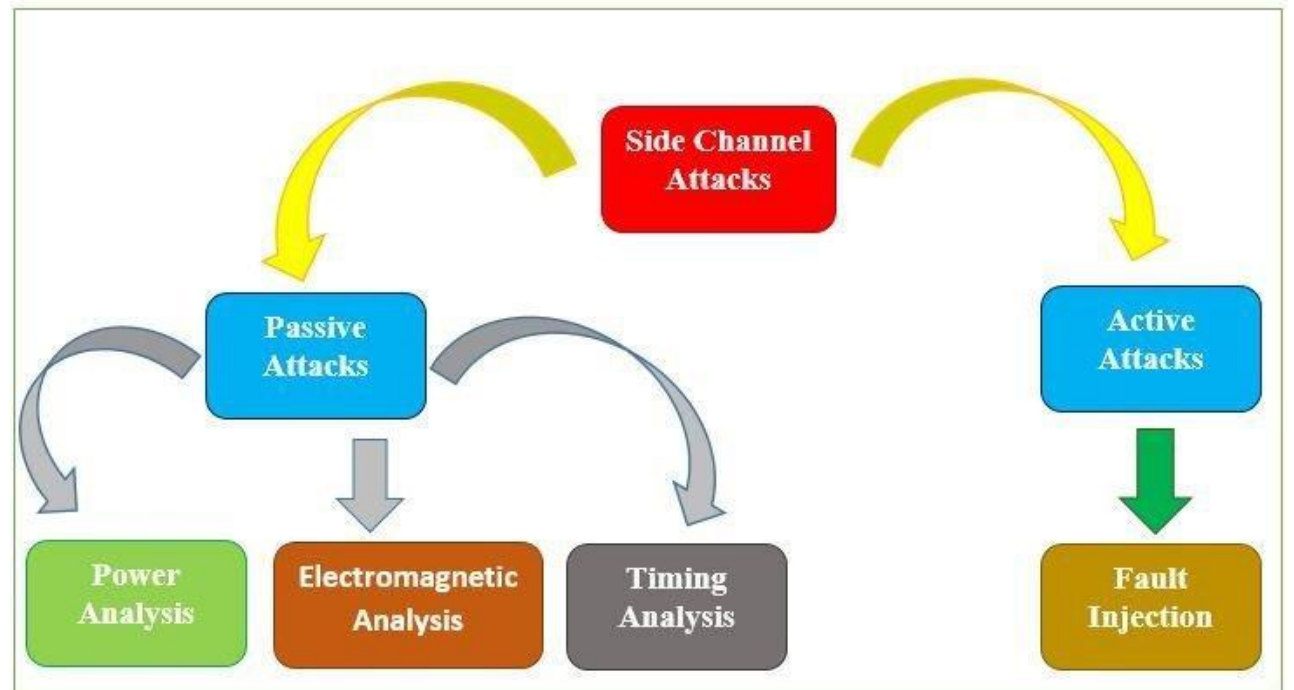 Side Channel
Attacks
Passive
Attacks
Active
Attacks
Power
Analysis
Electromagnetic
Analysis
Timing
Analysis
Fault
Injection